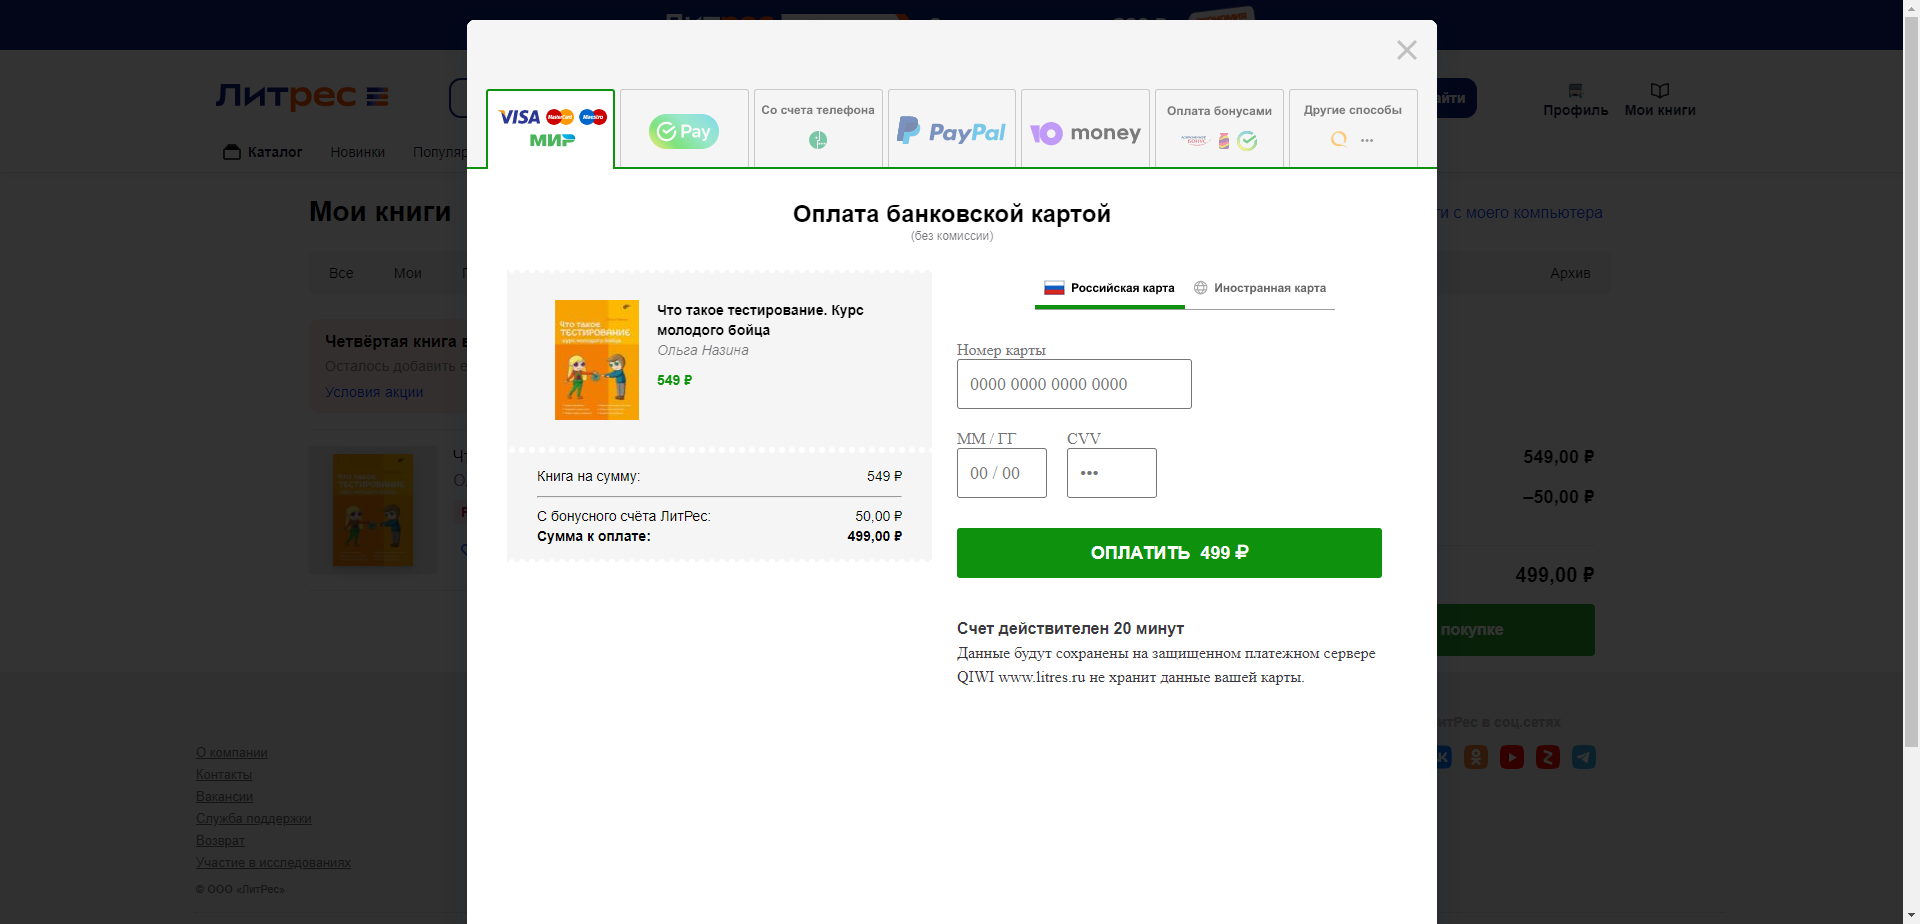 Литрес
Каталог
Новинки
Профиль
Мои книги
Мои книги
с моего компьютера
Все
Мои
Архив
Четвёртая книга
Осталось добавить
Условия акции
549,00 ₽
–50,00 ₽
499,00 ₽
покупке
VISA MasterCard Maestro
МИР
Pay
Со счета телефона
PayPal
Ю money
Оплата бонусами
Другие способы
Оплата банковской картой
(без комиссии)
ЧТО ТАКОЕ
ТЕСТИРОВАНИЕ
курс молодого бойца
Что такое тестирование. Курс
молодого бойца
Ольга Назина
549 ₽
Книга на сумму: 549 ₽
С бонусного счёта ЛитРес: 50,00 ₽
Сумма к оплате: 499,00 ₽
Российская карта Иностранная карта
Номер карты
0000 0000 0000 0000
ММ / ГГ CVV
00 / 00 •••
ОПЛАТИТЬ 499 ₽
Счет действителен 20 минут
Данные будут сохранены на защищенном платежном сервере
QIWI www.litres.ru не хранит данные вашей карты.
в соц.сетях
О компании
Контакты
Вакансии
Служба поддержки
Возврат
Участие в исследованиях
© ООО «ЛитРес»